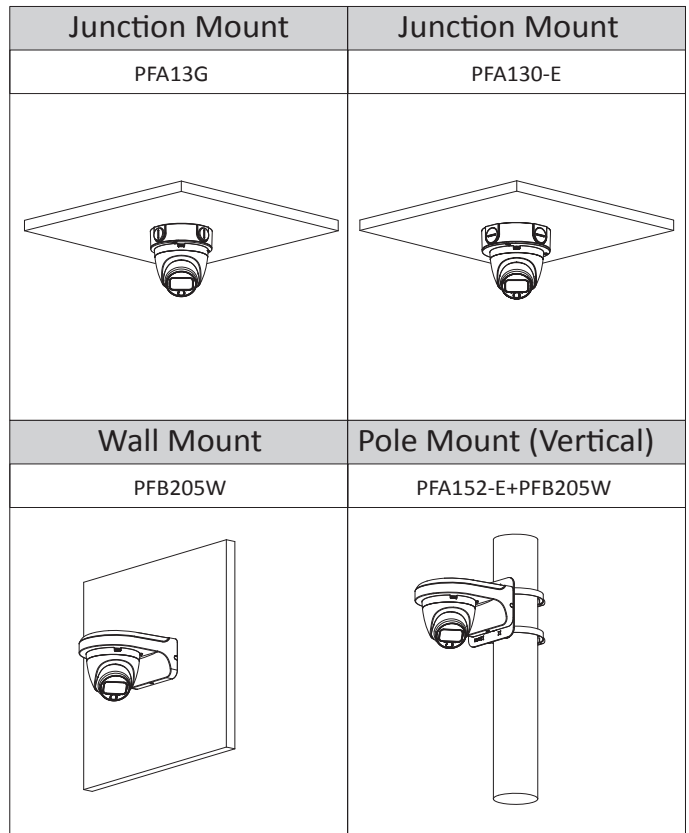 Junction Mount
Junction Mount
PFA13G
PFA130-E
Wall Mount
Pole Mount (Vertical)
PFB205W
PFA152-E+PFB205W